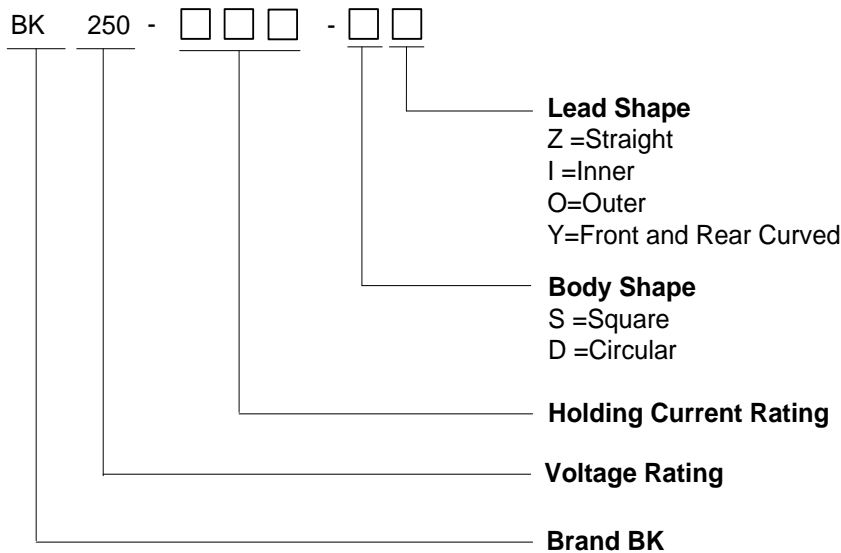 BK 250 - □ □ □ - □ □
Lead Shape
Z =Straight
I =Inner
O=Outer
Y=Front and Rear Curved
Body Shape
S =Square
D =Circular
Holding Current Rating
Voltage Rating
Brand BK